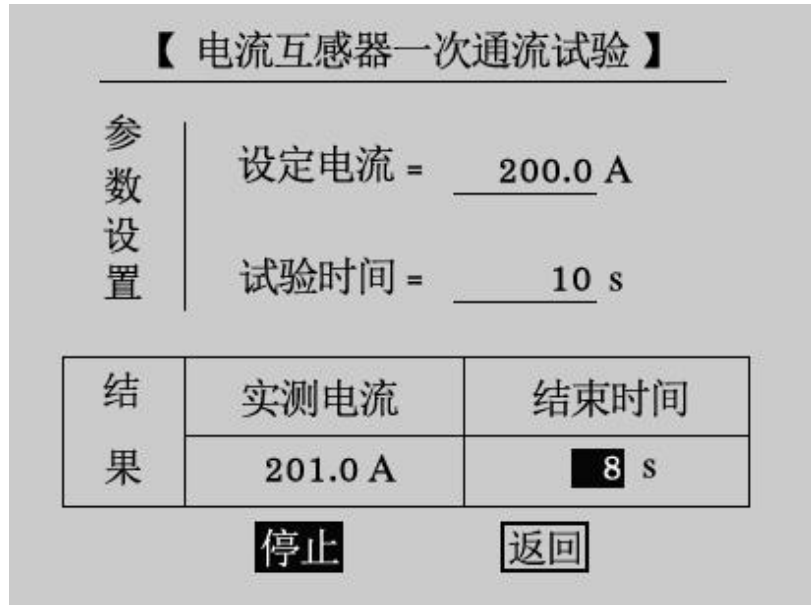 【 电流互感器一次通流试验 】
参数设置
设定电流 = 200.0 A
试验时间 = 10 s
结果
实测电流 结束时间
201.0 A 8 s
停止 返回